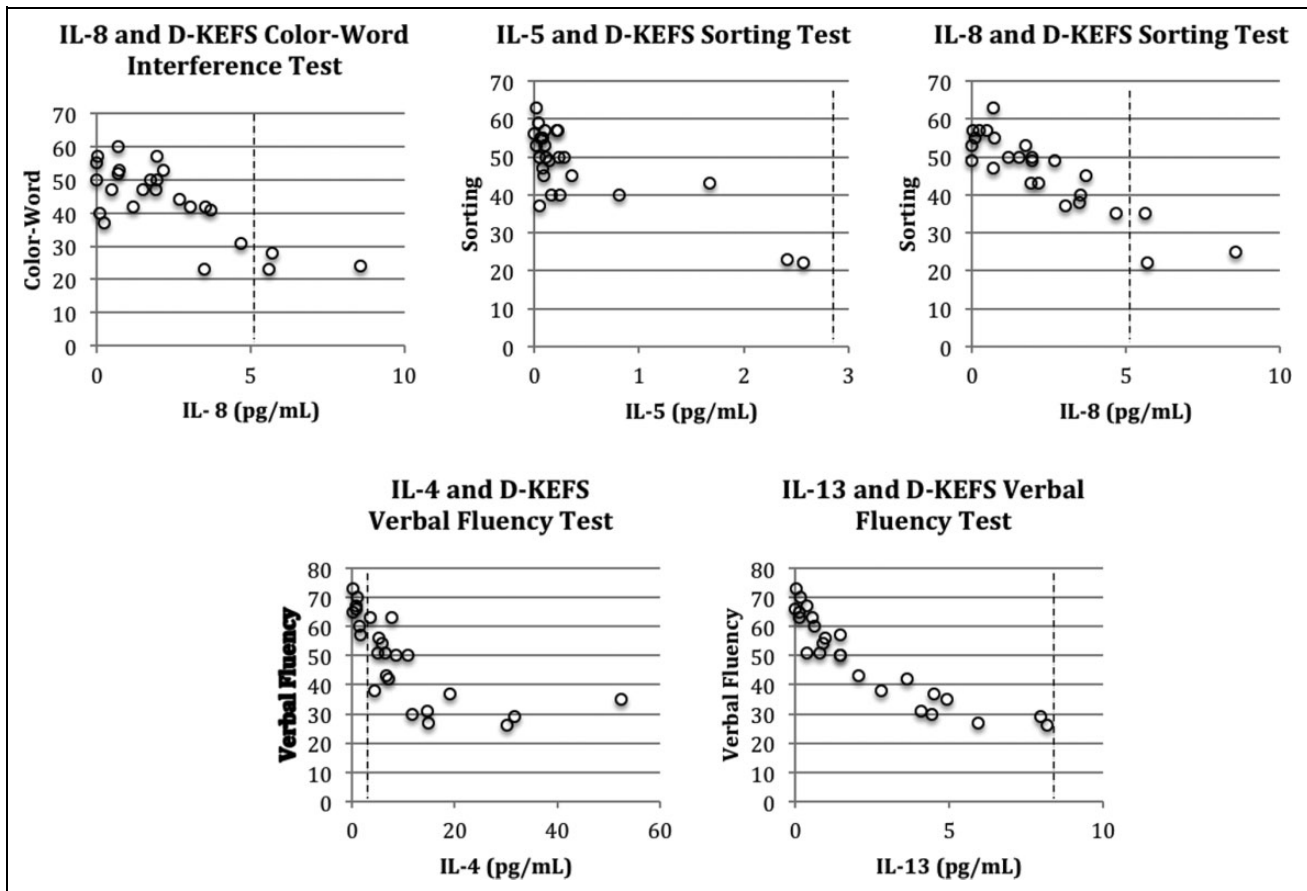 IL-8 and D-KEFS Color-Word
Interference Test
70
60
50
40
30
20
10
0
Color-Word
0 5 10
IL- 8 (pg/mL)
IL-5 and D-KEFS Sorting Test
70
60
50
40
30
20
10
0
Sorting
0 1 2 3
IL-5 (pg/mL)
IL-8 and D-KEFS Sorting Test
70
60
50
40
30
20
10
0
Sorting
0 5 10
IL-8 (pg/mL)
IL-4 and D-KEFS
Verbal Fluency Test
80
70
60
50
40
30
20
10
0
Verbal Fluency
0 20 40 60
IL-4 (pg/mL)
IL-13 and D-KEFS Verbal
Fluency Test
80
70
60
50
40
30
20
10
0
Verbal Fluency
0 5 10
IL-13 (pg/mL)